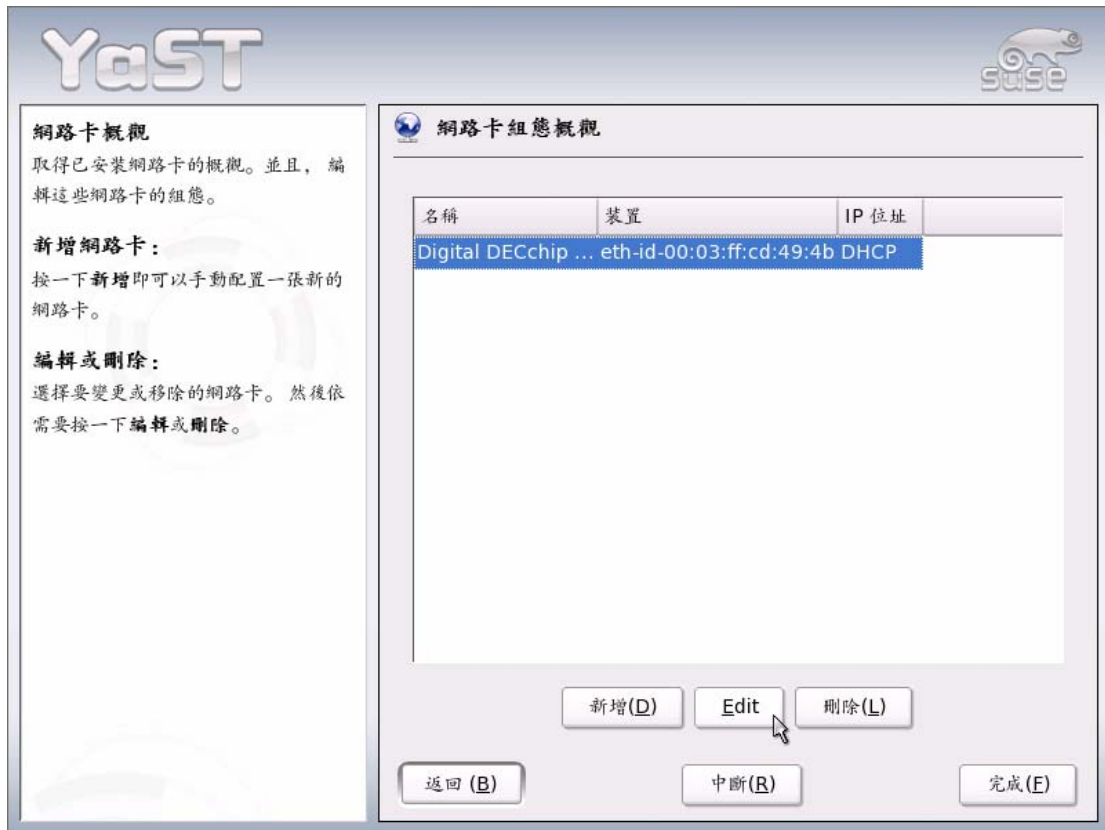 YaST
SUSE
網路卡概觀
取得已安裝網路卡的概觀。並且， 編
輯這些網路卡的組態。
新增網路卡：
按一下新增即可以手動配置一張新的
網路卡。
編輯或刪除：
選擇要變更或移除的網路卡。 然後依
需要按一下編輯或刪除。
網路卡組態概觀
名稱 裝置 IP 位址
Digital DECchip ... eth-id-00:03:ff:cd:49:4b DHCP
新增(D) Edit 刪除(L)
返回 (B) 中斷(R) 完成(F)